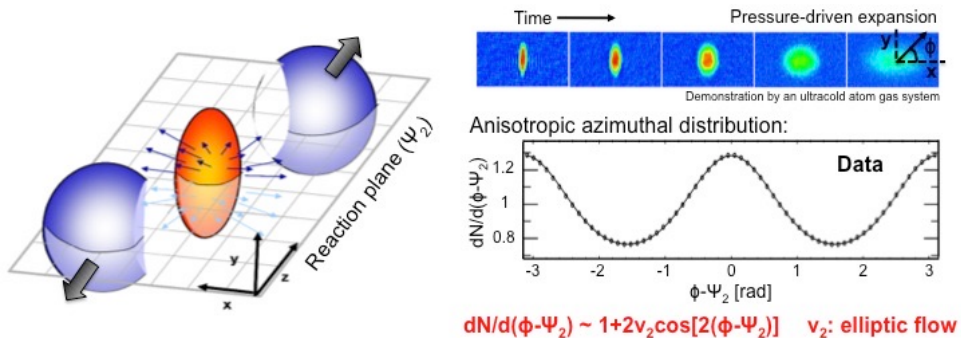 Reaction plane (Ψ₂)
y
z
x
Time
Pressure-driven expansion
y
ϕ
x
Demonstration by an ultracold atom gas system
Anisotropic azimuthal distribution:
Data
dN/d(ϕ-Ψ₂)
1.2
1.0
0.8
-3 -2 -1 0 1 2 3
ϕ-Ψ₂ [rad]
dN/d(ϕ-Ψ₂) ~ 1+2v₂cos[2(ϕ-Ψ₂)] v₂: elliptic flow